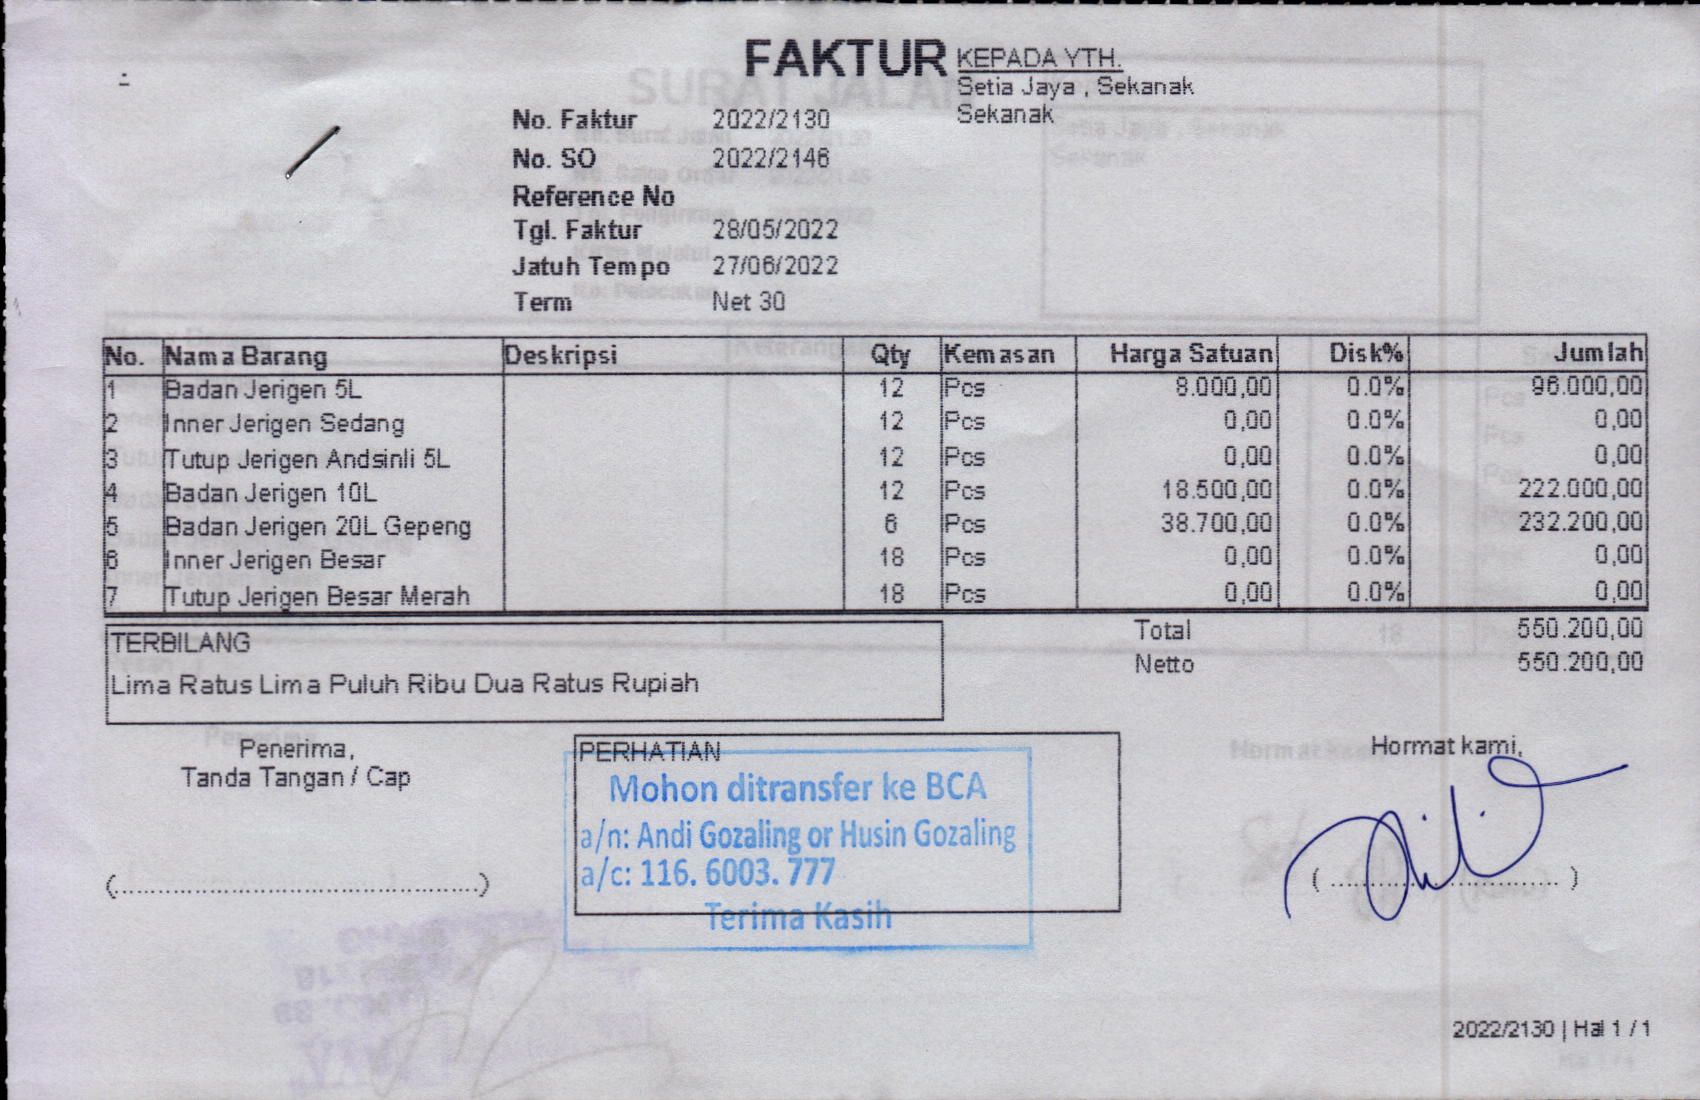 FAKTUR
KEPADA YTH.
Setia Jaya , Sekanak
Sekanak
No. Faktur 2022/2130
No. SO 2022/2146
Reference No
Tgl. Faktur 28/05/2022
Jatuh Tempo 27/06/2022
Term Net 30
No. Nama Barang Deskripsi Qty Kemasan Harga Satuan Disk% Jumlah
1 Badan Jerigen 5L 12 Pcs 8.000,00 0.0% 96.000,00
2 Inner Jerigen Sedang 12 Pcs 0,00 0.0% 0,00
3 Tutup Jerigen Andsinli 5L 12 Pcs 0,00 0.0% 0,00
4 Badan Jerigen 10L 12 Pcs 18.500,00 0.0% 222.000,00
5 Badan Jerigen 20L Gepeng 6 Pcs 38.700,00 0.0% 232.200,00
6 Inner Jerigen Besar 18 Pcs 0,00 0.0% 0,00
7 Tutup Jerigen Besar Merah 18 Pcs 0,00 0.0% 0,00
Total 550.200,00
Netto 550.200,00
TERBILANG
Lima Ratus Lima Puluh Ribu Dua Ratus Rupiah
Penerima,
Tanda Tangan / Cap
(................................................)
PERHATIAN
Mohon ditransfer ke BCA
a/n: Andi Gozaling or Husin Gozaling
a/c: 116. 6003. 777
Terima Kasih
Hormat kami,
( .............................. )
2022/2130 | Hal 1 / 1